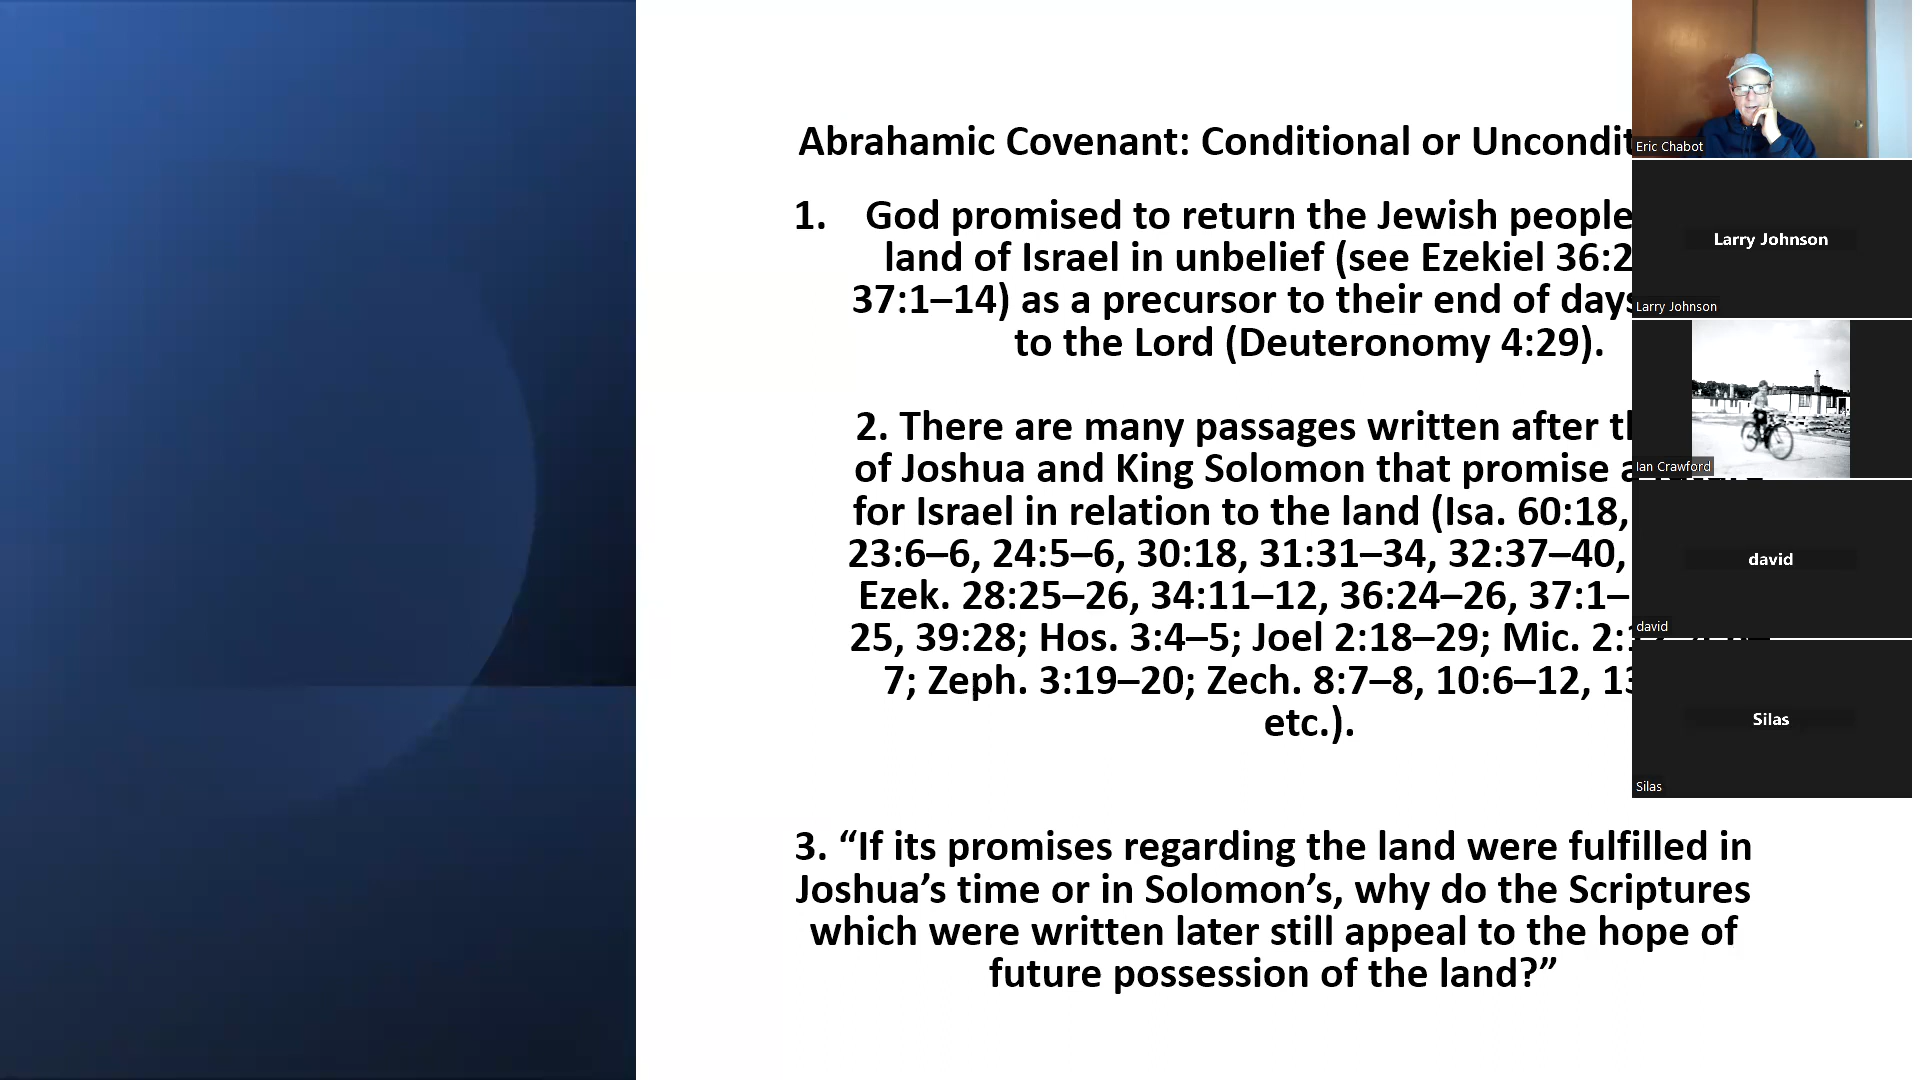 Abrahamic Covenant: Conditional or
1. God promised to return the Jewish people
land of Israel in unbelief (see Ezekiel
37:1–14) as a precursor to their end of
to the Lord (Deuteronomy 4:29).
2. There are many passages written after
of Joshua and King Solomon that promise
for Israel in relation to the land (Isa. 60:18,
23:6–6, 24:5–6, 30:18, 31:31–34, 32:37–40,
Ezek. 28:25–26, 34:11–12, 36:24–26, 37:1–
25, 39:28; Hos. 3:4–5; Joel 2:18–29; Mic.
7; Zeph. 3:19–20; Zech. 8:7–8, 10:6–12,
etc.).
3. “If its promises regarding the land were fulfilled in
Joshua’s time or in Solomon’s, why do the Scriptures
which were written later still appeal to the hope of
future possession of the land?”
Eric Chabot
Larry Johnson
Larry Johnson
Ian Crawford
david
david
Silas
Silas